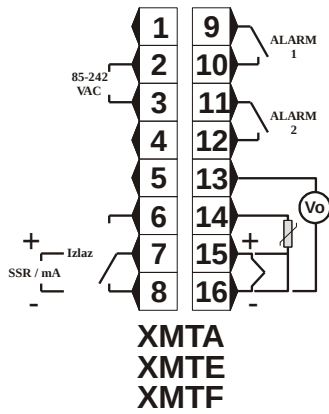 1 9
ALARM
1
2 10
85-242
VAC
3 11
ALARM
2
4 12
5 13
Vo
6 14
+
Izlaz
7 15 +
SSR / mA
- 8 16 -
XMTA
XMTE
XMTF